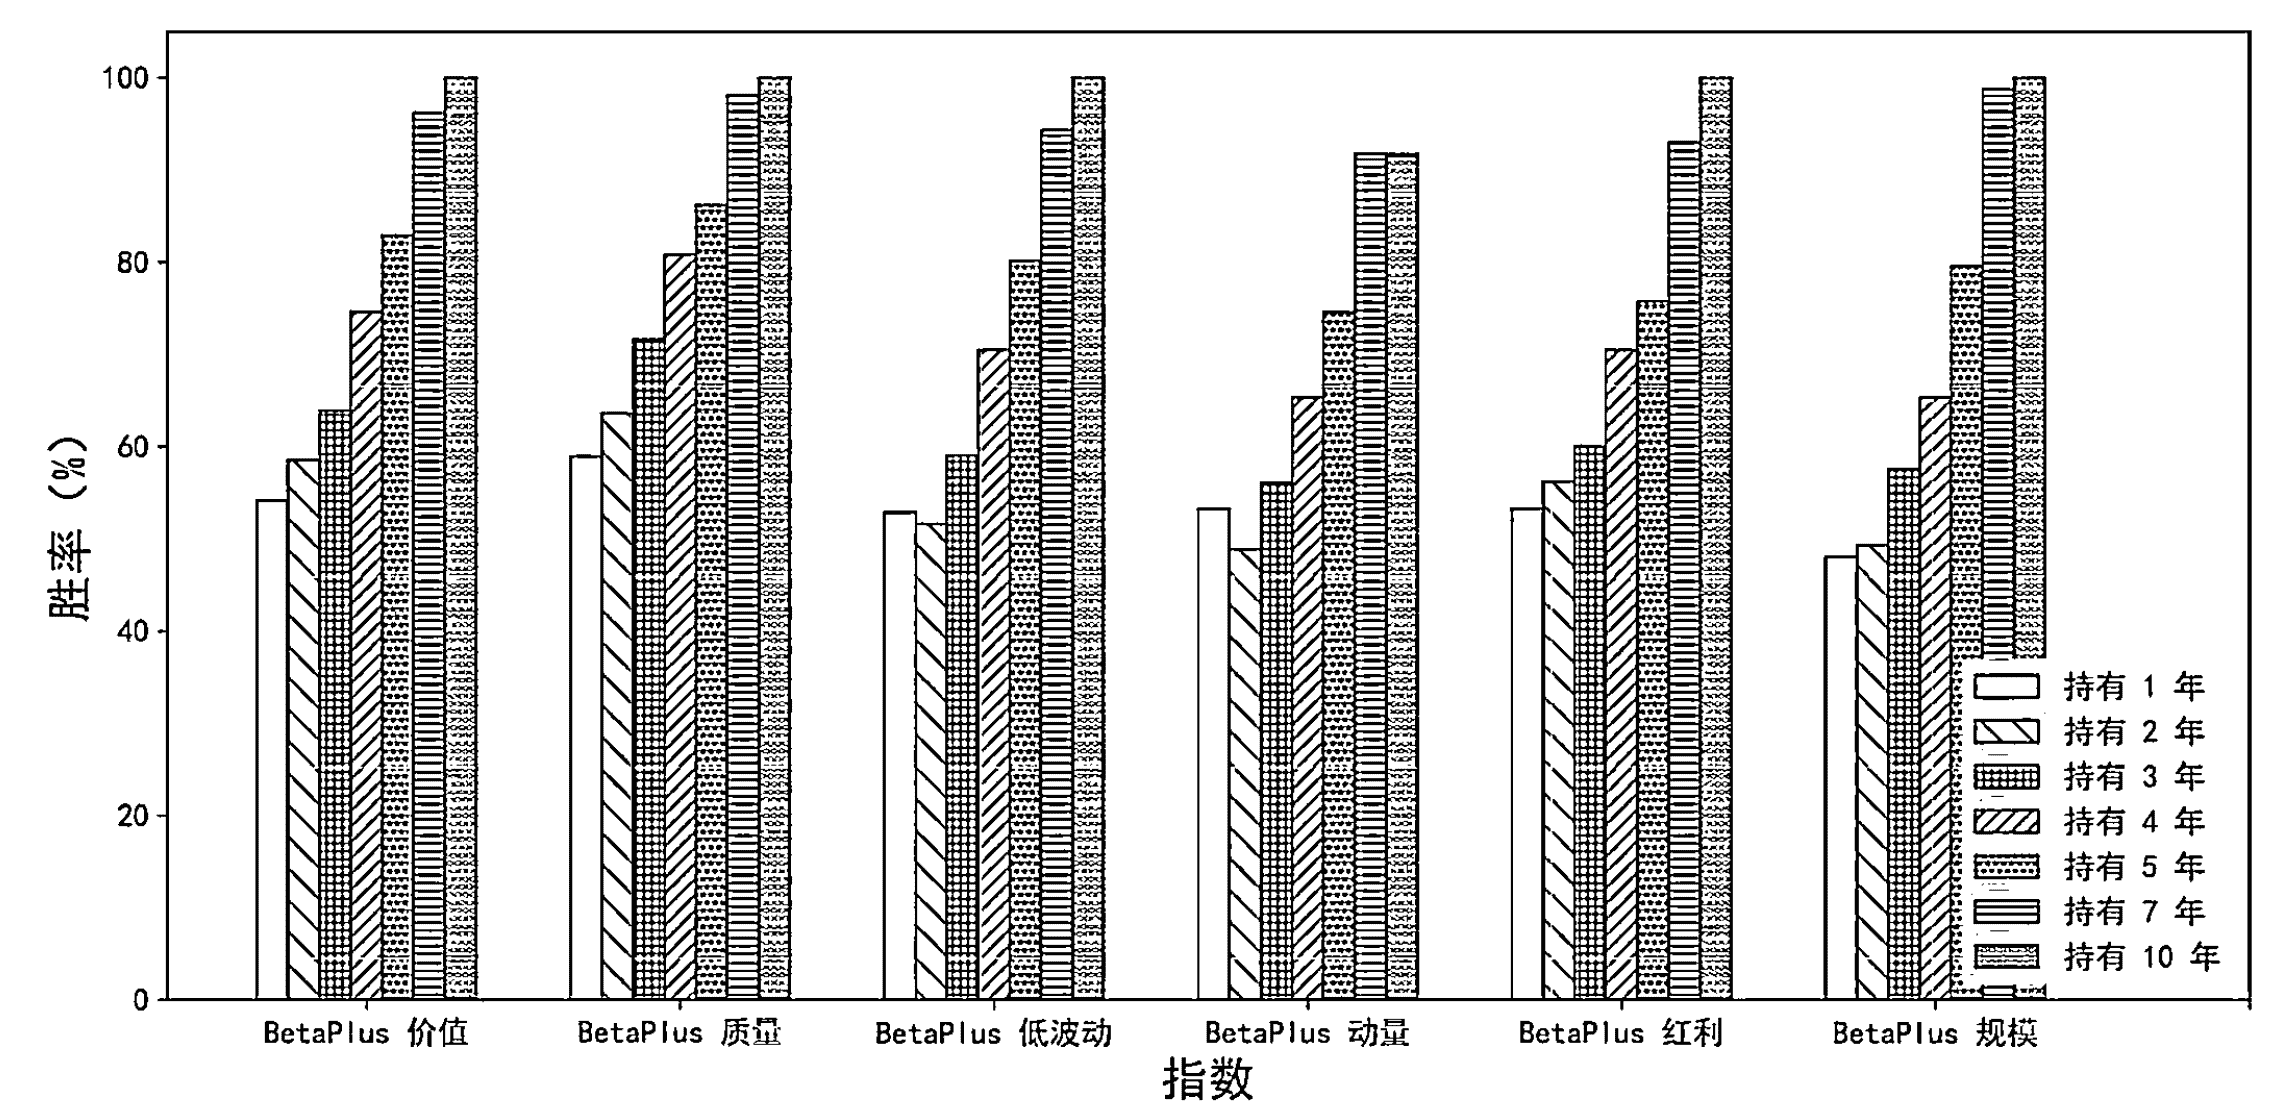 100
80
60
40
20
0
胜率 (%)
BetaPlus 价值
BetaPlus 质量
BetaPlus 低波动
BetaPlus 动量
BetaPlus 红利
BetaPlus 规模
指数
持有 1 年
持有 2 年
持有 3 年
持有 4 年
持有 5 年
持有 7 年
持有 10 年